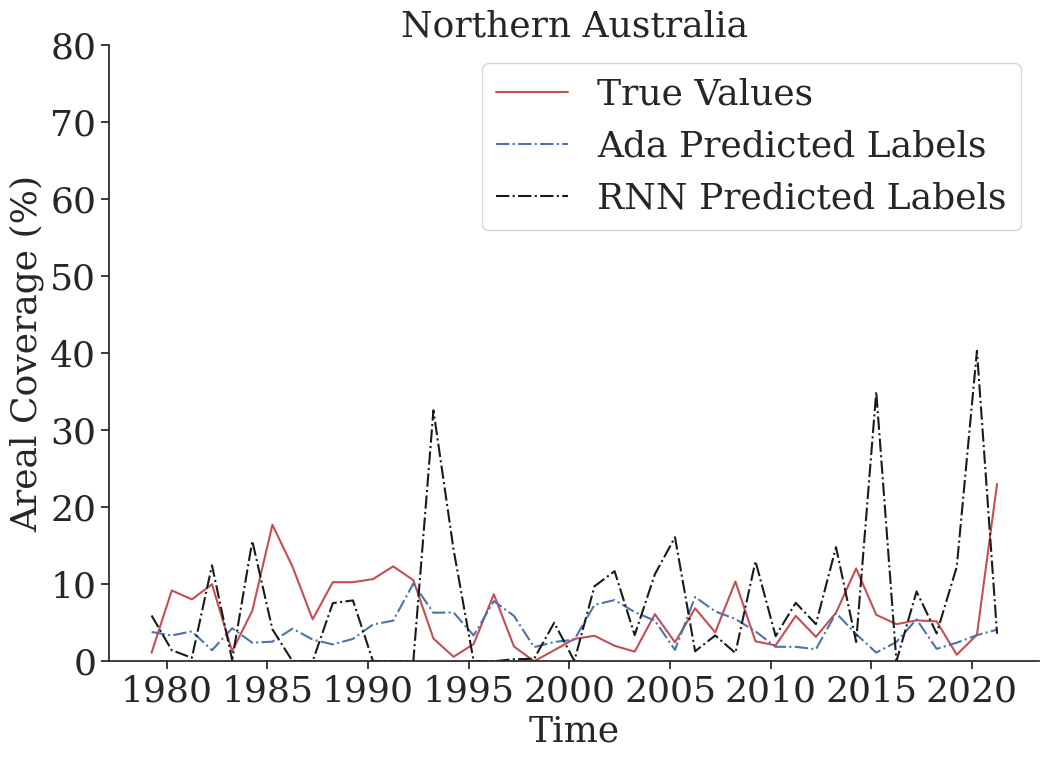 Northern Australia
True Values
Ada Predicted Labels
RNN Predicted Labels
Areal Coverage (%)
80
70
60
50
40
30
20
10
0
1980 1985 1990 1995 2000 2005 2010 2015 2020
Time